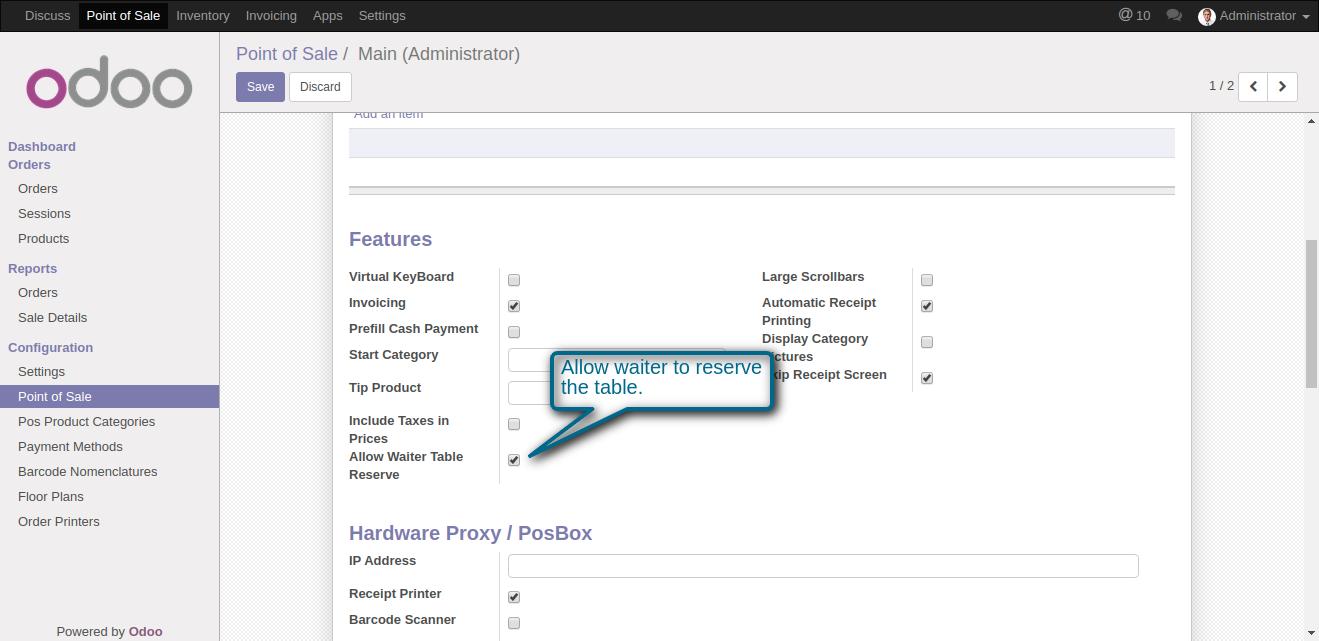 Discuss Point of Sale Inventory Invoicing Apps Settings @ 10 Administrator
odoo
Point of Sale / Main (Administrator)
Save Discard
1 / 2
Dashboard
Orders
Orders
Sessions
Products
Reports
Orders
Sale Details
Configuration
Settings
Point of Sale
Pos Product Categories
Payment Methods
Barcode Nomenclatures
Floor Plans
Order Printers
Powered by Odoo
Add an item
Features
Virtual KeyBoard
Invoicing
Prefill Cash Payment
Start Category
Tip Product
Include Taxes in
Prices
Allow Waiter Table
Reserve
Large Scrollbars
Automatic Receipt
Printing
Display Category
ictures
kip Receipt Screen
Allow waiter to reserve
the table.
Hardware Proxy / PosBox
IP Address
Receipt Printer
Barcode Scanner